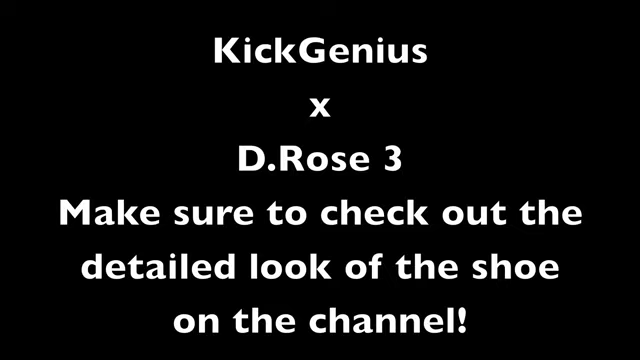 KickGenius
x
D.Rose 3
Make sure to check out the
detailed look of the shoe
on the channel!